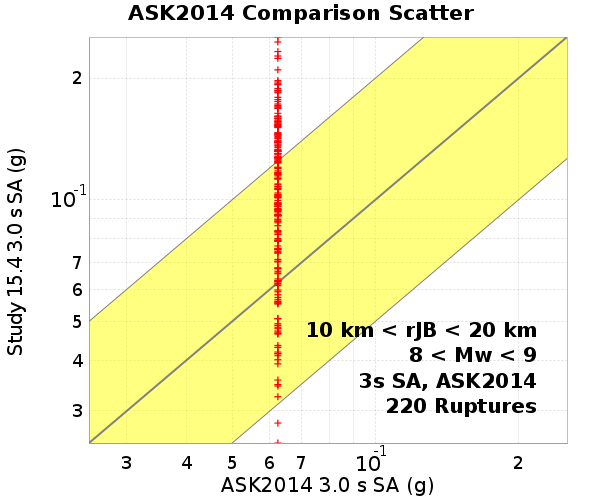 ASK2014 Comparison Scatter
Study 15.4 3.0 s SA (g)
2
10-1
7
6
5
4
3
10 km < rJB < 20 km
8 < Mw < 9
3s SA, ASK2014
220 Ruptures
3 4 5 6 7 10-1 2
ASK2014 3.0 s SA (g)